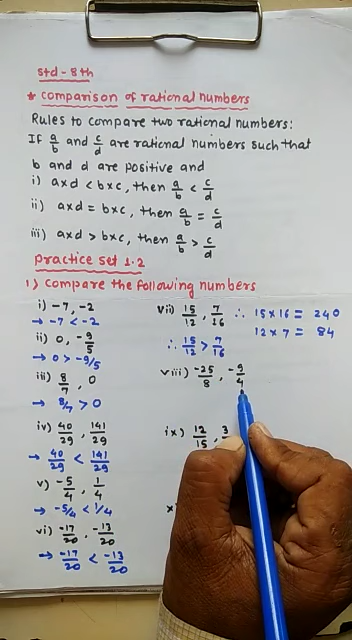 Std - 8th
* Comparison of rational numbers
Rules to compare two rational numbers:
If a/b and c/d are rational numbers such that
b and d are positive and
i) a×d < b×c, then a/b < c/d
ii) a×d = b×c, then a/b = c/d
iii) a×d > b×c, then a/b > c/d
Practice set 1.2
1) Compare the following numbers
i) -7, -2
→ -7 < -2
ii) 0, -9/5
→ 0 > -9/5
iii) 8/7, 0
→ 8/7 > 0
iv) 40/29, 141/29
→ 40/29 < 141/29
v) -5/4, 1/4
→ -5/4 < 1/4
vi) -17/20, -13/20
→ -17/20 < -13/20
vii) 15/12, 7/16 ∴ 15×16 = 240
12×7 = 84
∴ 15/12 > 7/16
viii) -25/8, -9/4
ix) 12/15, 3